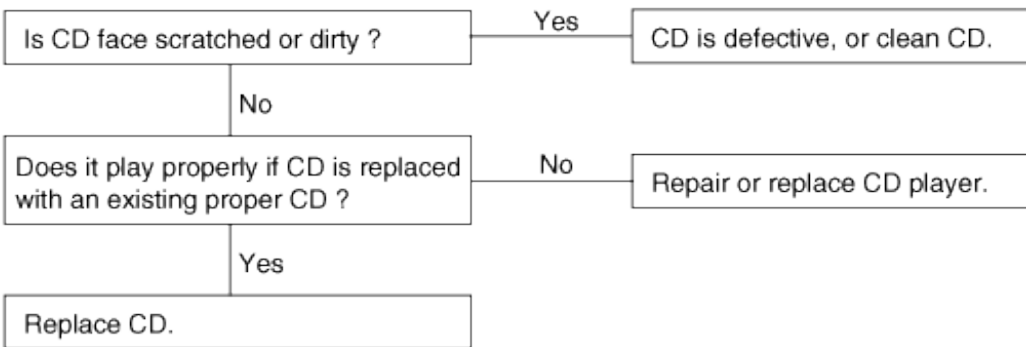 Is CD face scratched or dirty ?
Yes
CD is defective, or clean CD.
No
Does it play properly if CD is replaced
with an existing proper CD ?
No
Repair or replace CD player.
Yes
Replace CD.